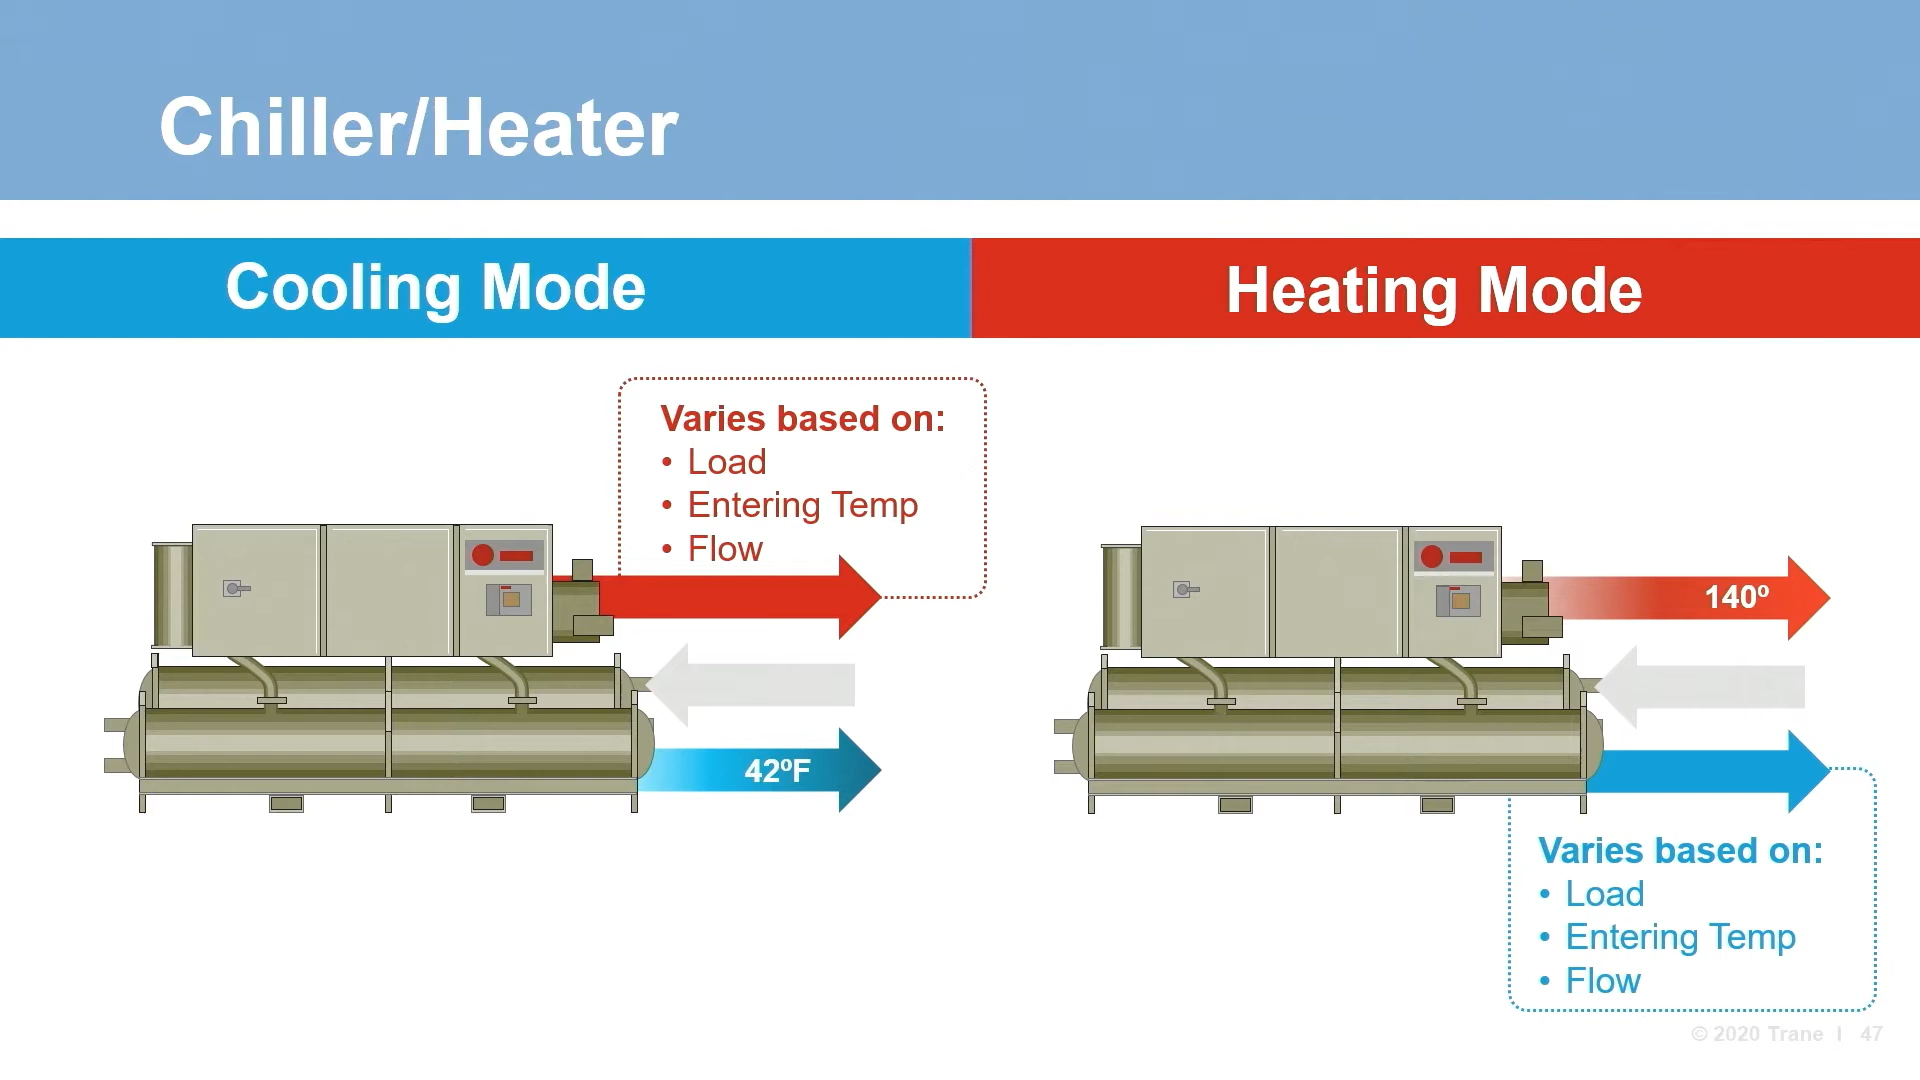 Chiller/Heater
Cooling Mode
Heating Mode
Varies based on:
• Load
• Entering Temp
• Flow
42ºF
140º
Varies based on:
• Load
• Entering Temp
• Flow
© 2020 Trane | 47